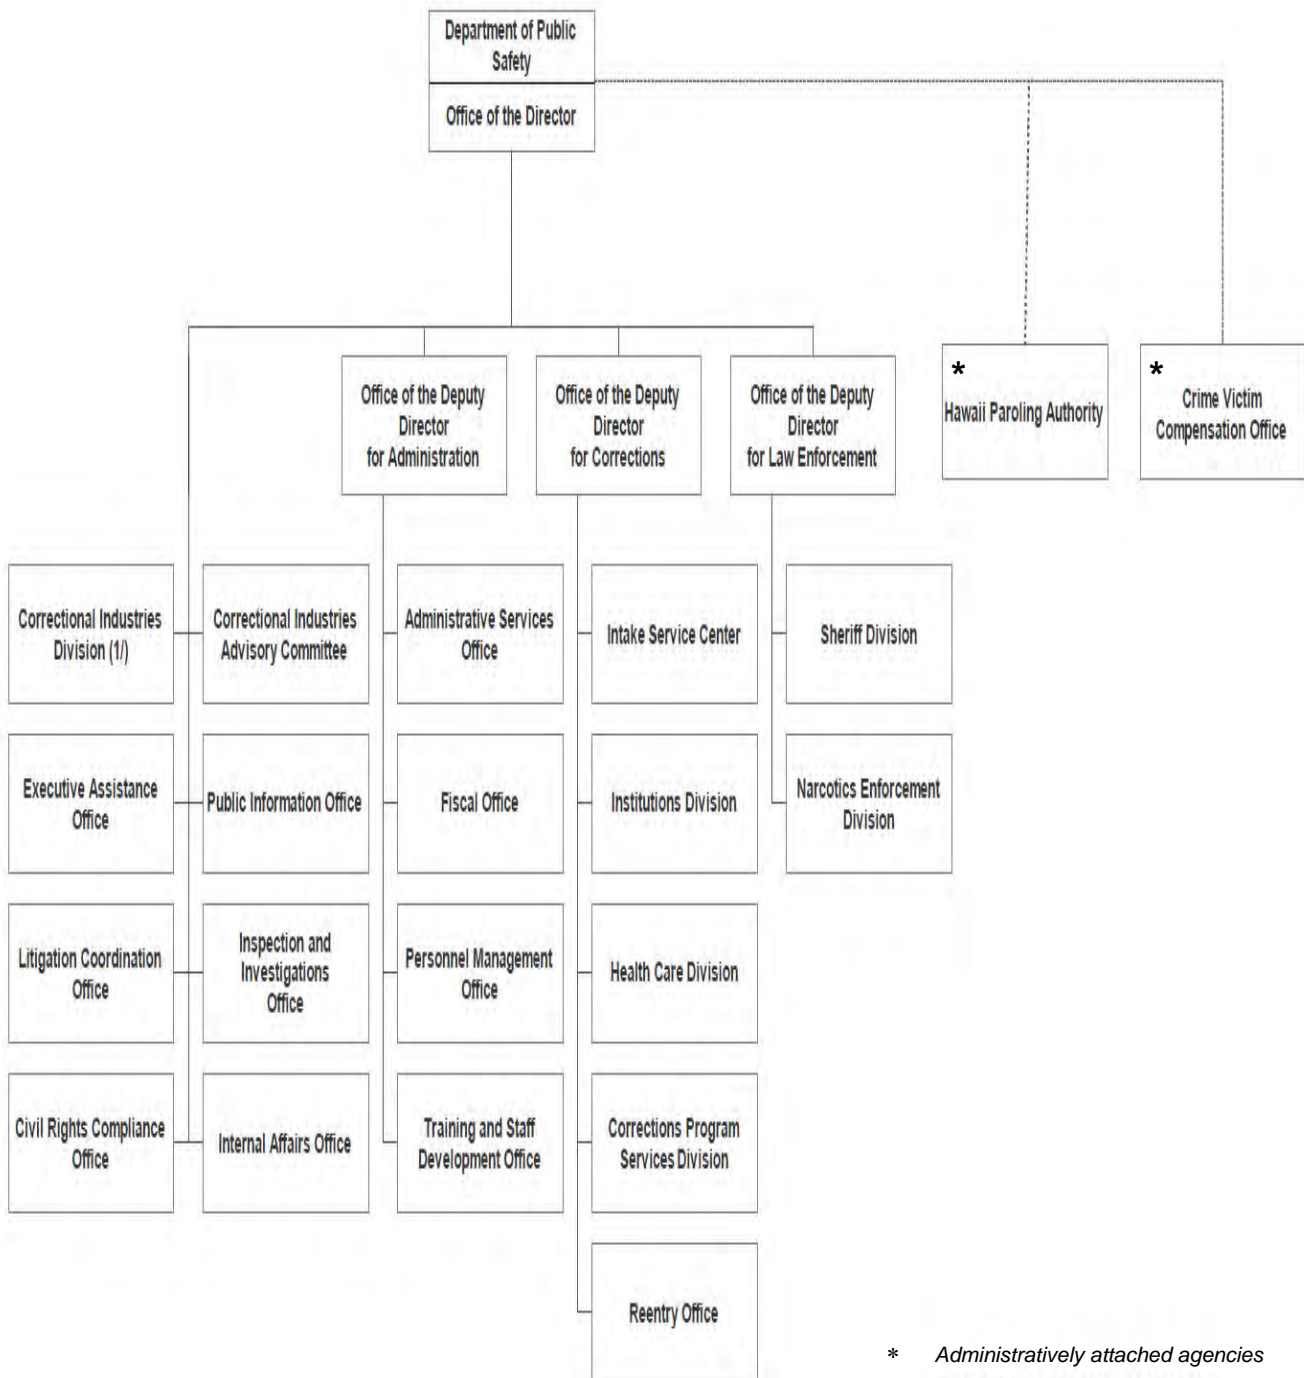 Department of Public
Safety
Office of the Director
*
Hawaii Paroling Authority
*
Crime Victim
Compensation Office
Office of the Deputy
Director
for Administration
Office of the Deputy
Director
for Corrections
Office of the Deputy
Director
for Law Enforcement
Correctional Industries
Division (1/)
Correctional Industries
Advisory Committee
Administrative Services
Office
Intake Service Center
Sheriff Division
Executive Assistance
Office
Public Information Office
Fiscal Office
Institutions Division
Narcotics Enforcement
Division
Litigation Coordination
Office
Inspection and
Investigations
Office
Personnel Management
Office
Health Care Division
Civil Rights Compliance
Office
Internal Affairs Office
Training and Staff
Development Office
Corrections Program
Services Division
Reentry Office
* Administratively attached agencies